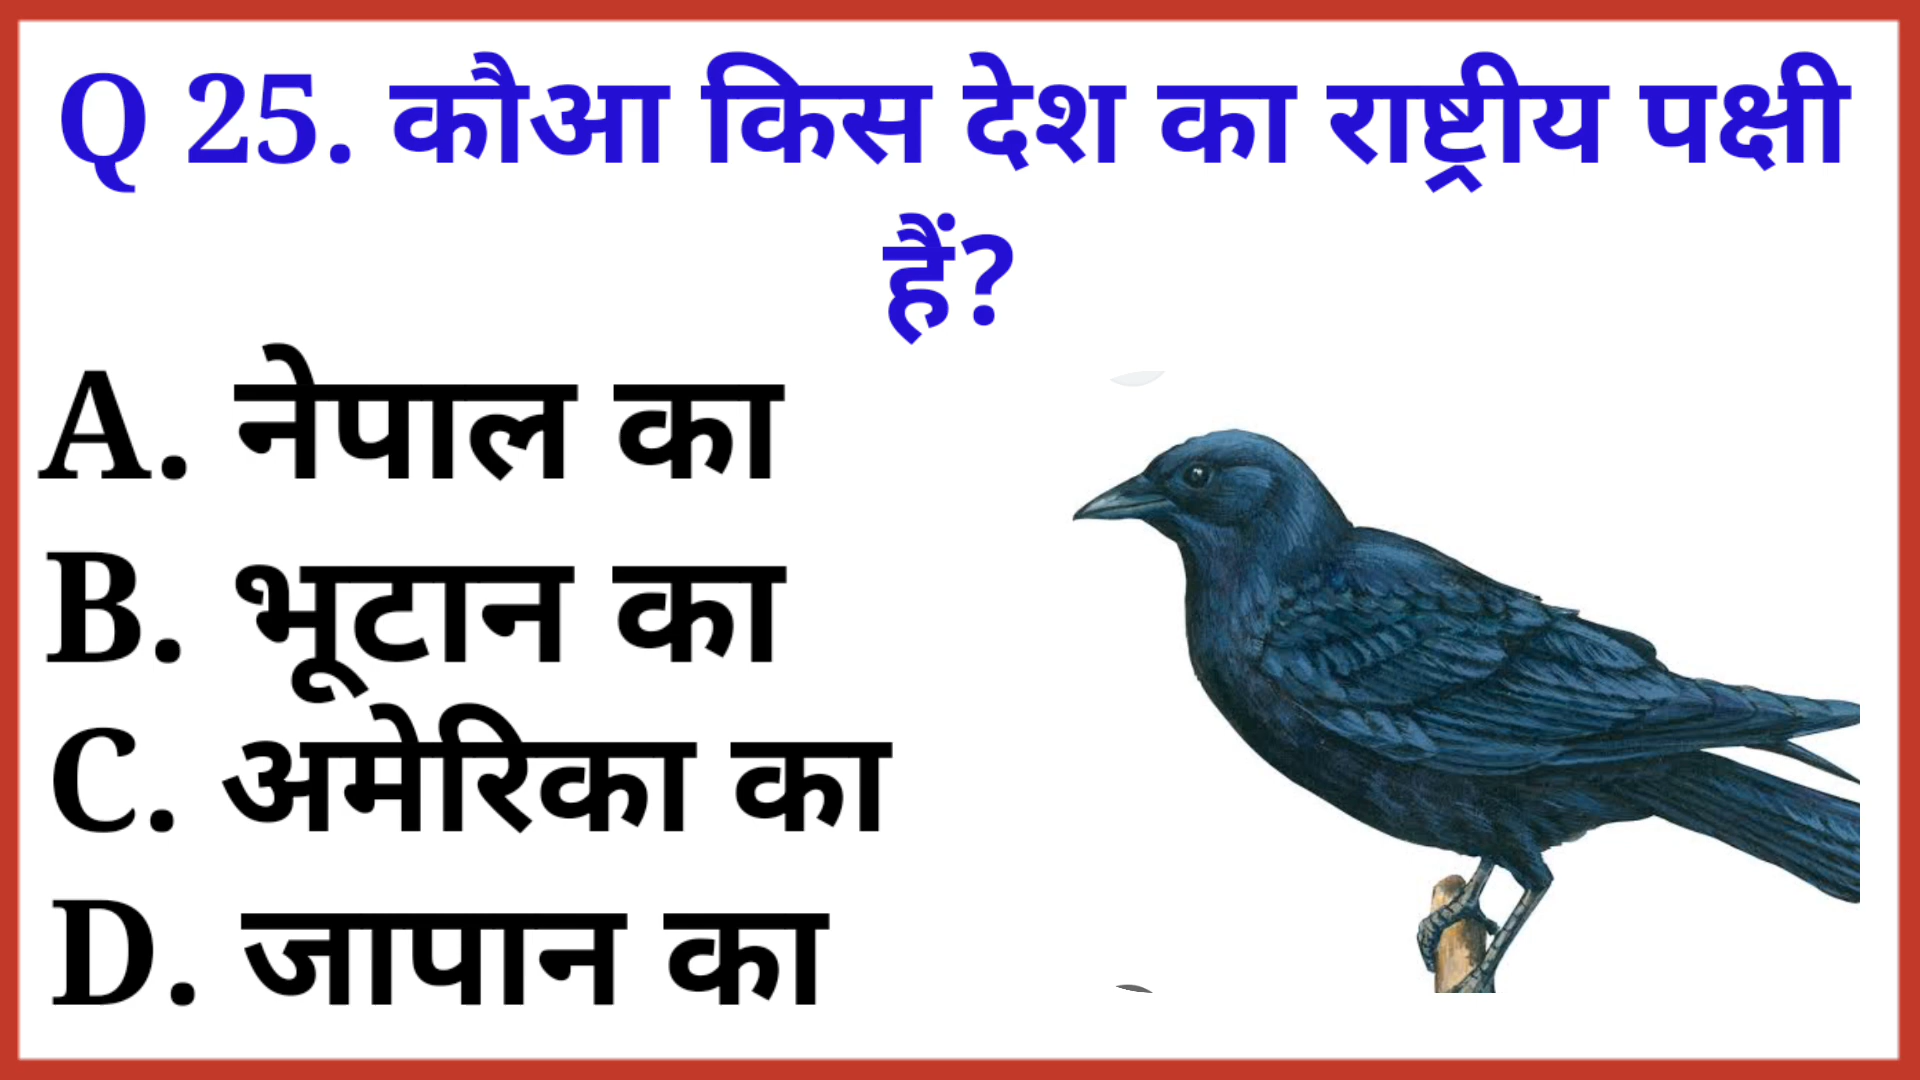 Q 25. कौआ किस देश का राष्ट्रीय पक्षी
हैं?
A. नेपाल का
B. भूटान का
C. अमेरिका का
D. जापान का